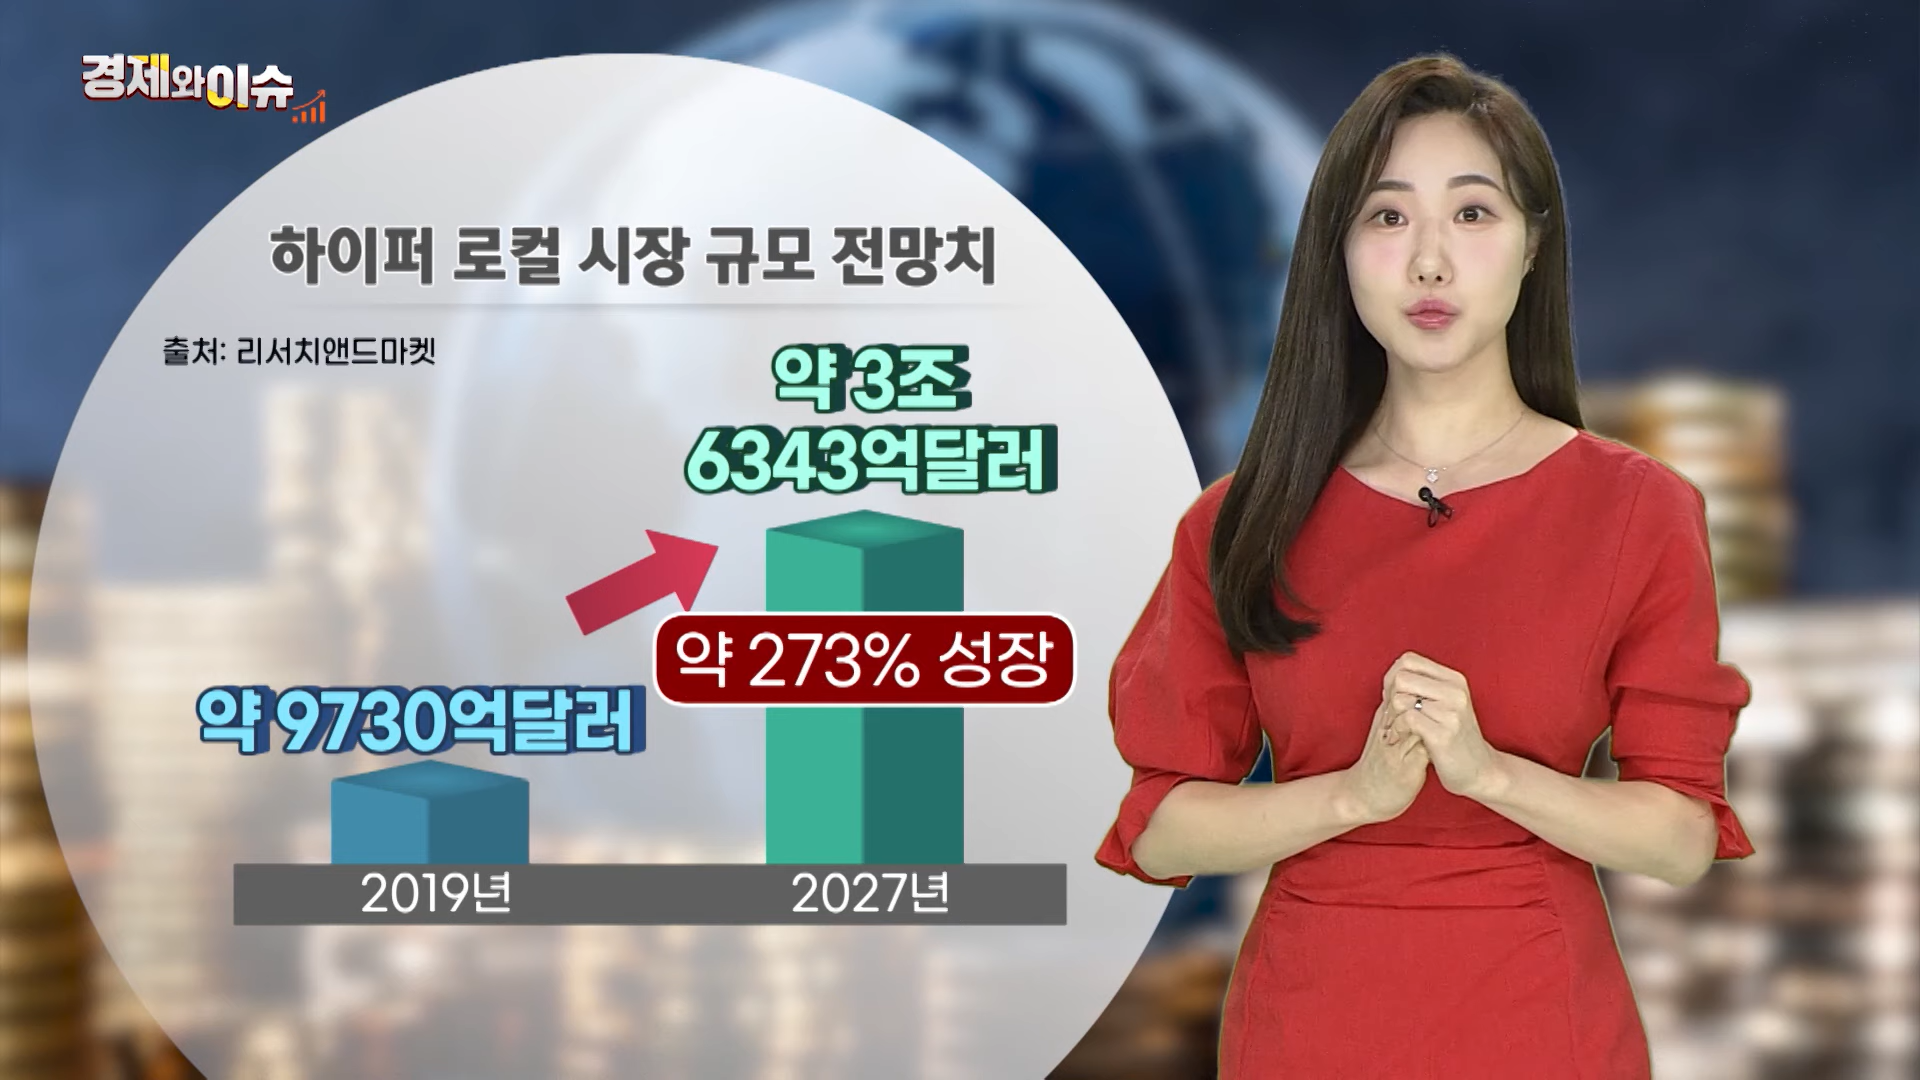 경제와이슈
하이퍼 로컬 시장 규모 전망치
출처: 리서치앤드마켓
약 3조
6343억달러
약 273% 성장
약 9730억달러
2019년
2027년